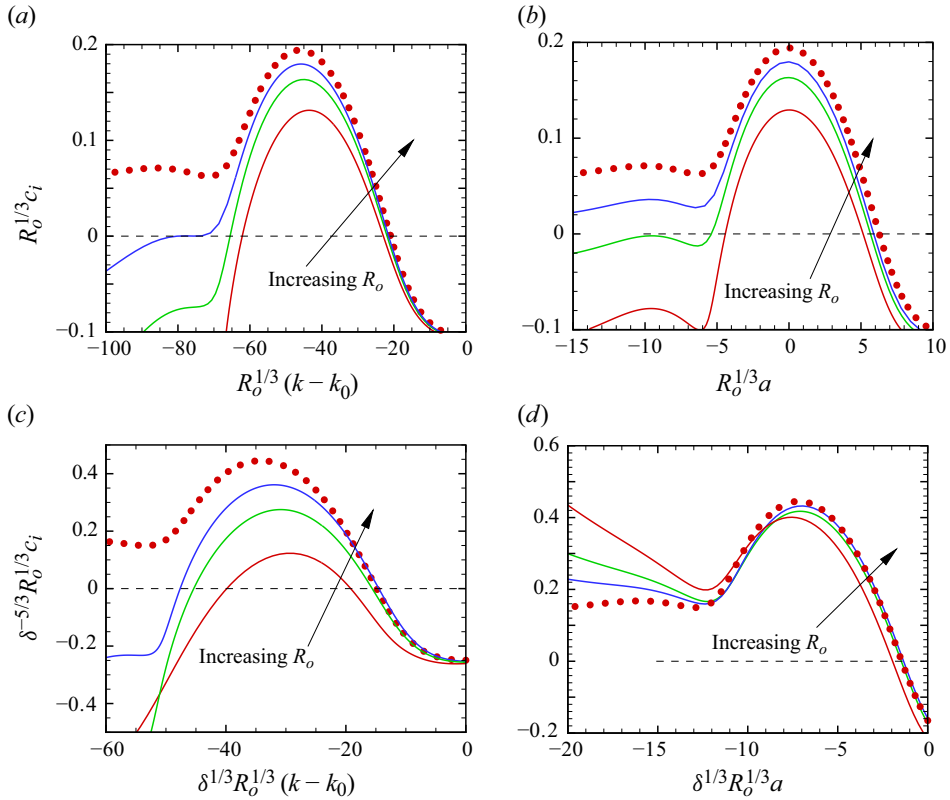 (a)
0.2
0.1
0
−0.1
R_o^{1/3} c_i
Increasing R_o
−100 −80 −60 −40 −20 0
R_o^{1/3} (k − k_0)
(b)
0.2
0.1
0
−0.1
Increasing R_o
−15 −10 −5 0 5 10
R_o^{1/3} a
(c)
0.4
0.2
0
−0.2
−0.4
δ^{−5/3} R_o^{1/3} c_i
Increasing R_o
−60 −40 −20 0
δ^{1/3} R_o^{1/3} (k − k_0)
(d)
0.6
0.4
0.2
0
−0.2
Increasing R_o
−20 −15 −10 −5 0
δ^{1/3} R_o^{1/3} a